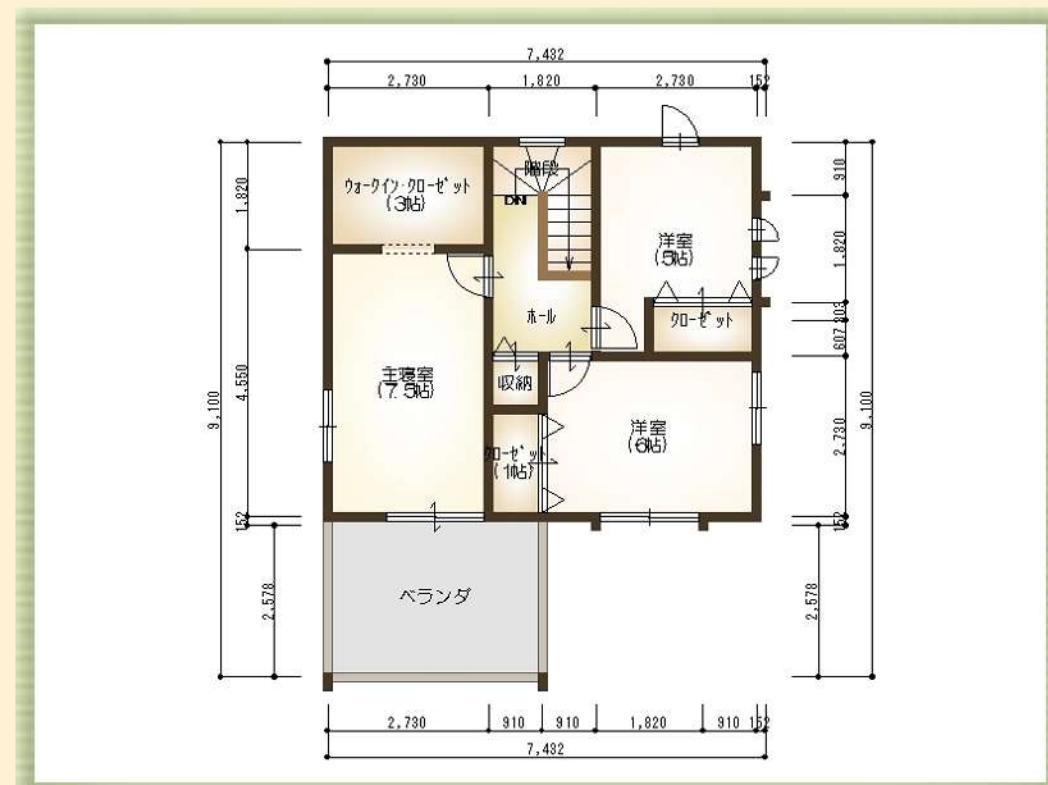 7,432
2,730
1,820
2,730
152
910
1,820
303
607
2,730
152
2,578
9,100
1,820
4,550
152
2,578
9,100
ウォークイン・クローゼット
(3帖)
階段
DN
洋室
(5帖)
クローゼット
ホール
主寝室
(7.5帖)
収納
クローゼット
(1帖)
洋室
(6帖)
ベランダ
2,730
910
910
1,820
910
152
7,432